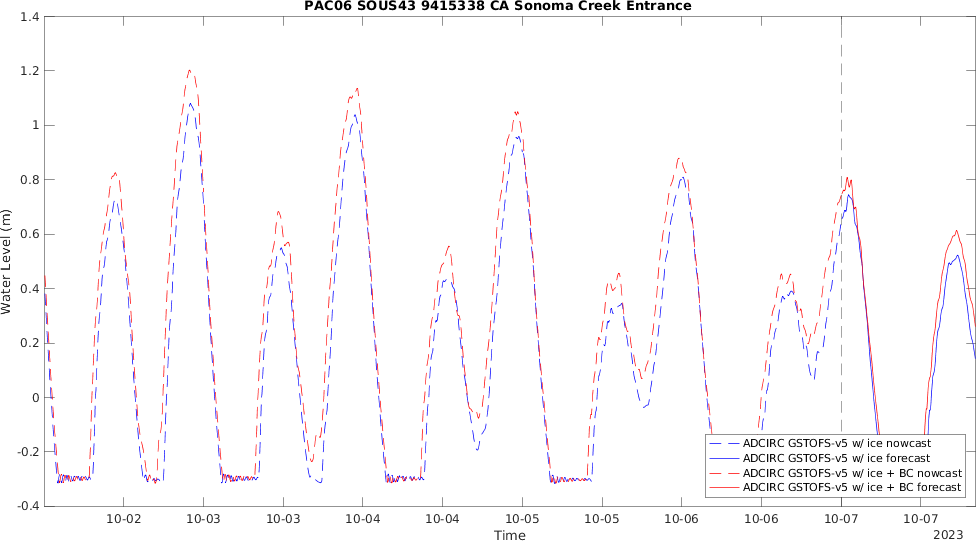 PAC06 SOUS43 9415338 CA Sonoma Creek Entrance
Water Level (m)
1.4
1.2
1
0.8
0.6
0.4
0.2
0
-0.2
-0.4
10-02 10-03 10-03 10-04 10-04 10-05 10-05 10-06 10-06 10-07 10-07
Time
2023
ADCIRC GSTOFS-v5 w/ ice nowcast
ADCIRC GSTOFS-v5 w/ ice forecast
ADCIRC GSTOFS-v5 w/ ice + BC nowcast
ADCIRC GSTOFS-v5 w/ ice + BC forecast